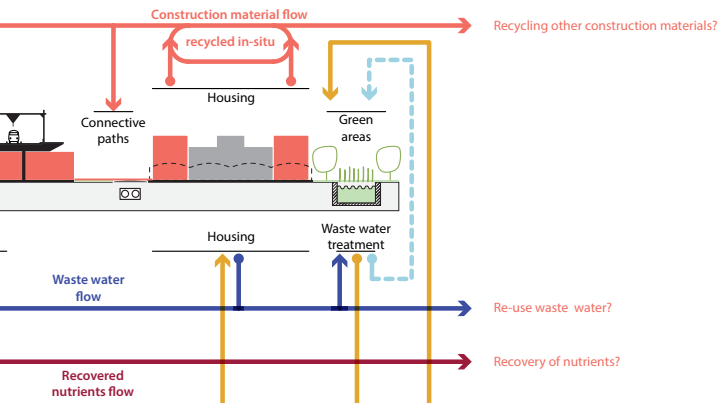 Construction material flow
Recycling other construction materials?
recycled in-situ
Housing
Connective
paths
Green
areas
Housing
Waste water
treatment
Waste water
flow
Re-use waste  water?
Recovery of nutrients?
Recovered
nutrients flow